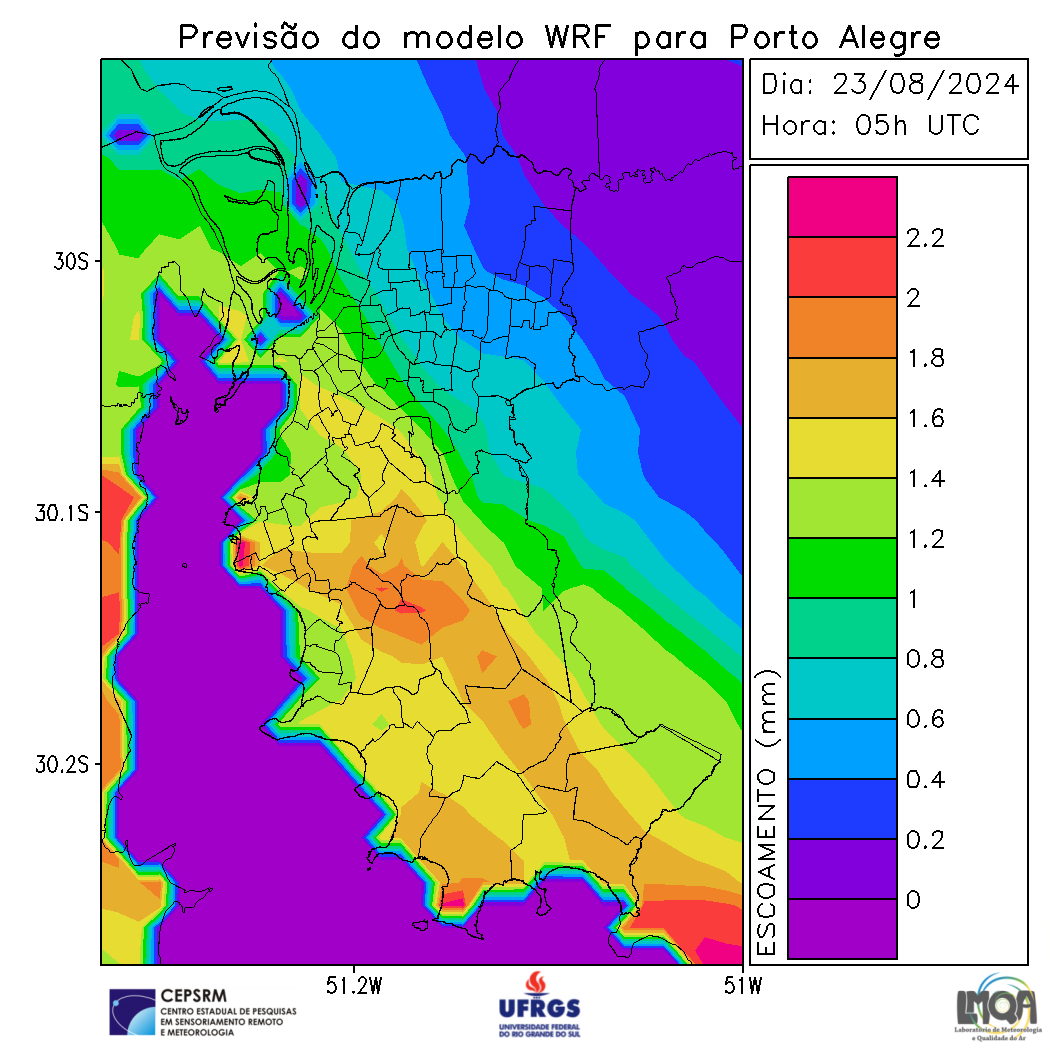 Previsão do modelo WRF para Porto Alegre
Dia: 23/08/2024
Hora: 05h UTC
30S
30.1S
30.2S
51.2W
51W
ESCOAMENTO (mm)
2.2
2
1.8
1.6
1.4
1.2
1
0.8
0.6
0.4
0.2
0
CEPSRM
CENTRO ESTADUAL DE PESQUISAS
EM SENSORIAMENTO REMOTO
E METEOROLOGIA
UFRGS
UNIVERSIDADE FEDERAL
DO RIO GRANDE DO SUL
LMQA
Laboratório de Meteorologia
e Qualidade do Ar